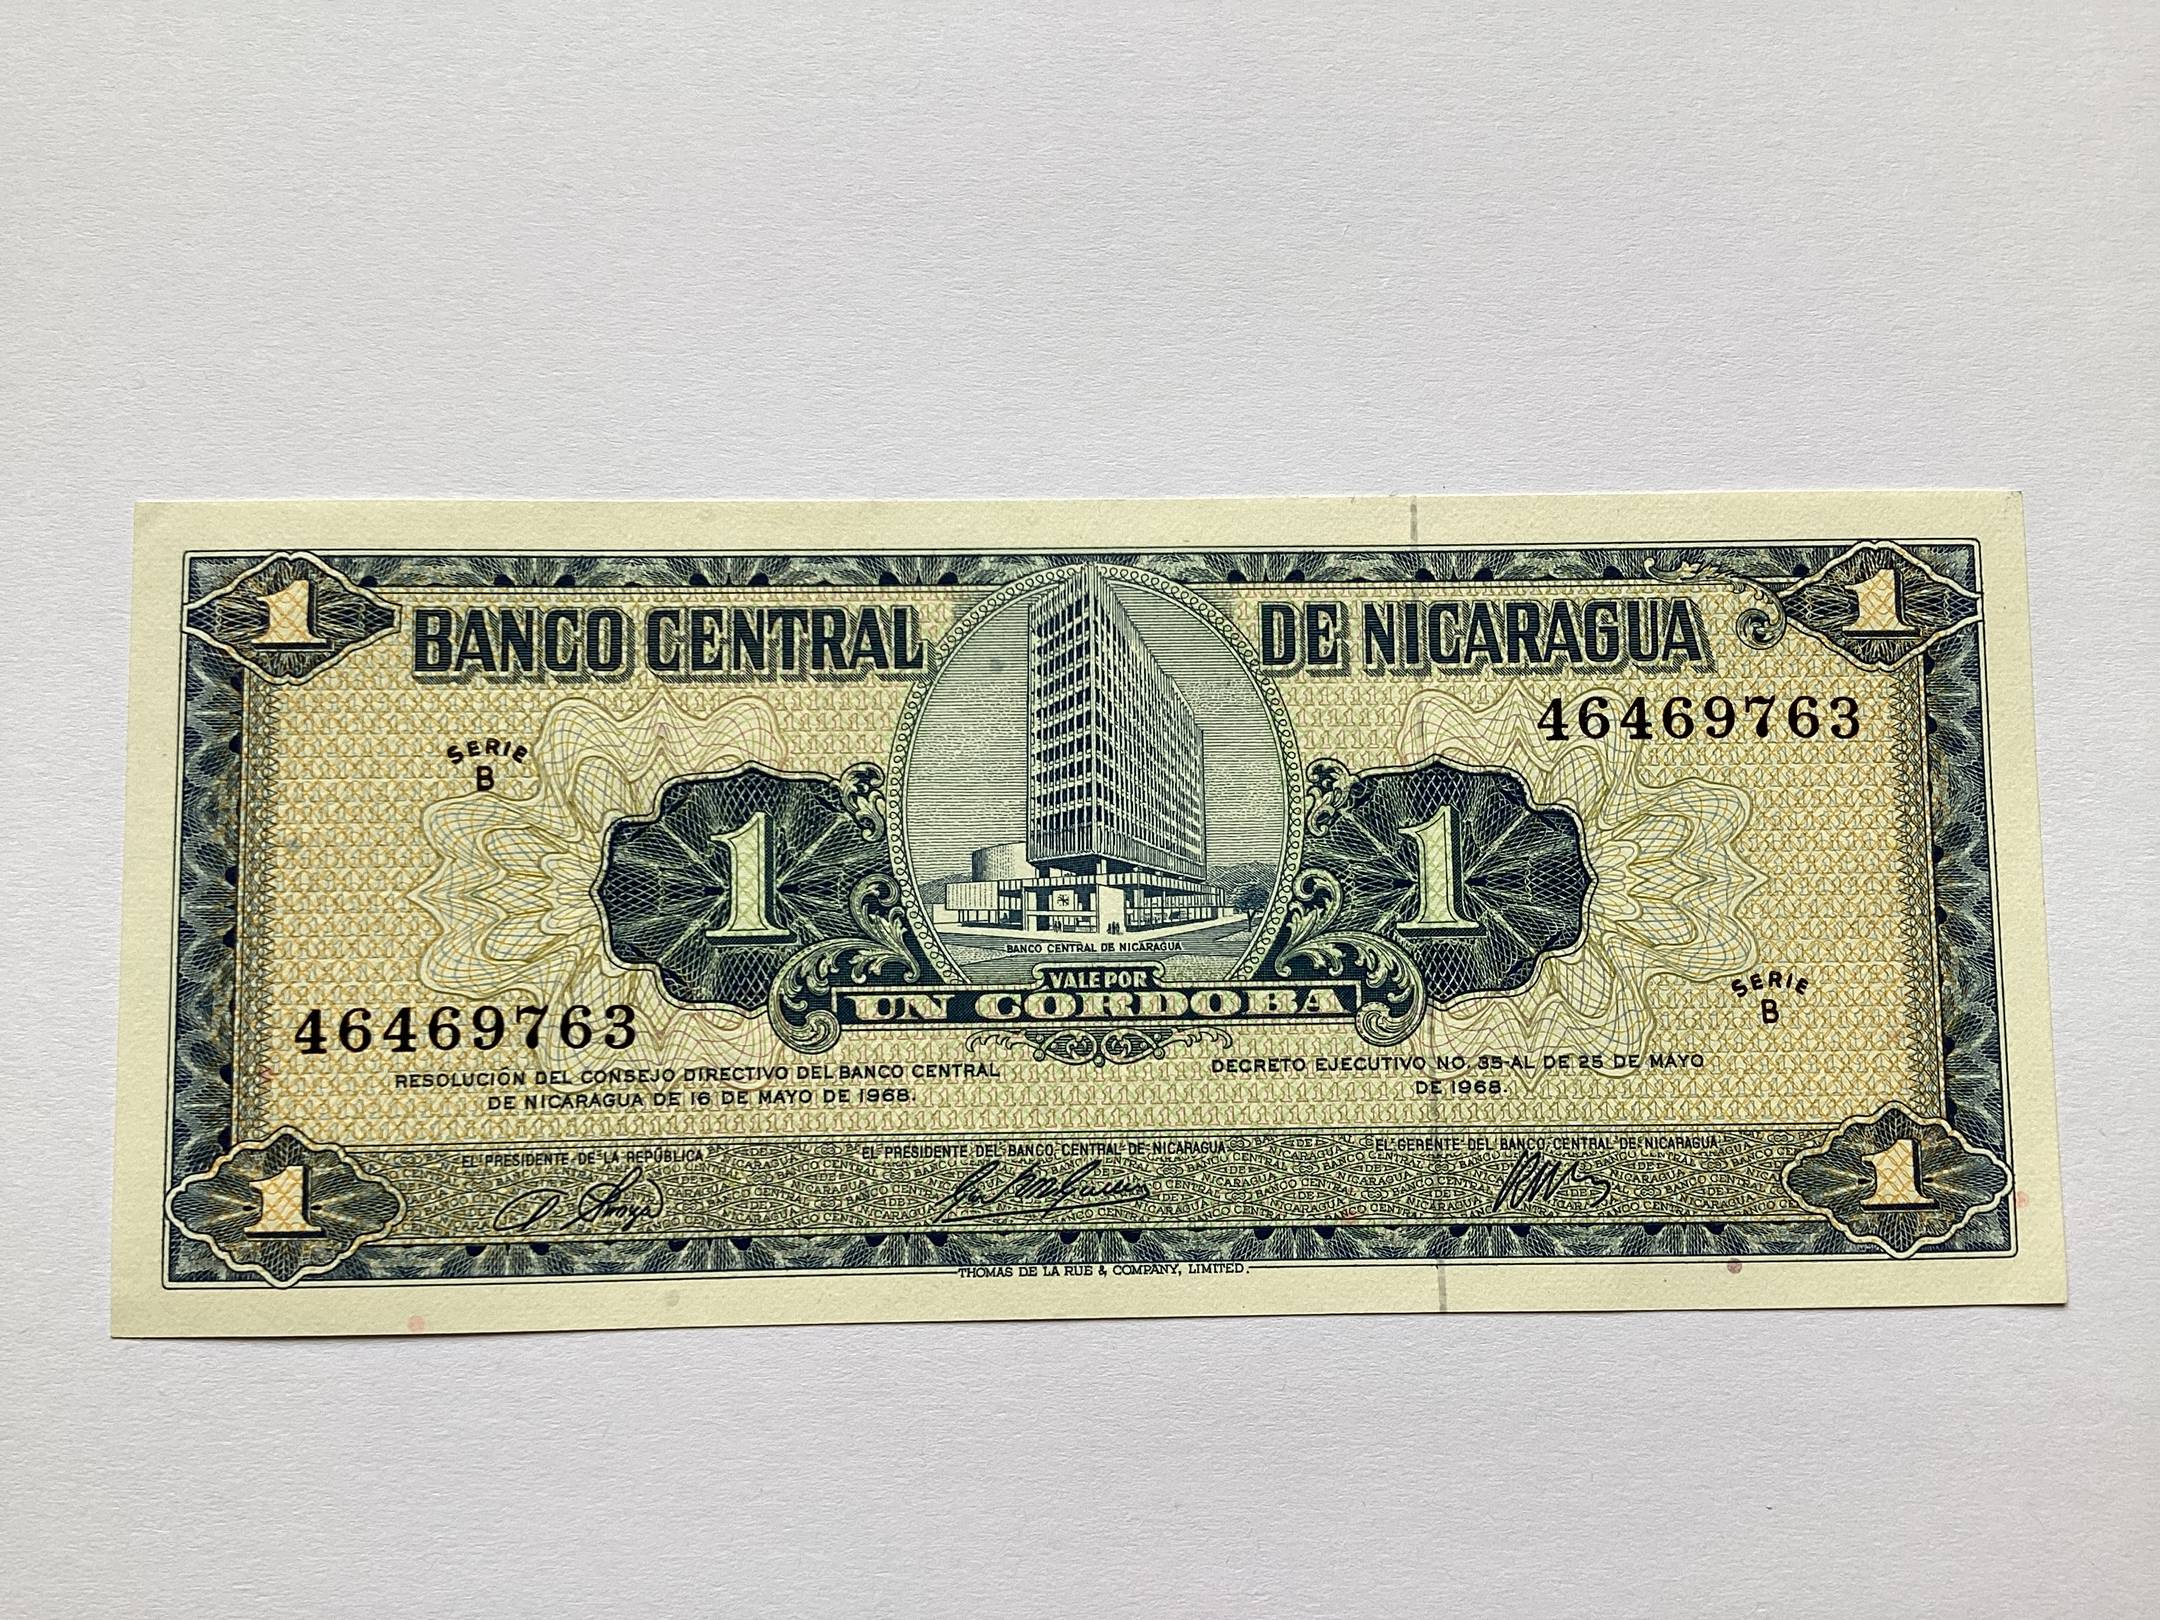 1 1
BANCO CENTRAL DE NICARAGUA
46469763
SERIE
B
1 1
BANCO CENTRAL DE NICARAGUA
VALE POR
UN CORDOBA
SERIE
B
46469763
RESOLUCIÓN DEL CONSEJO DIRECTIVO DEL BANCO CENTRAL
DE NICARAGUA DE 16 DE MAYO DE 1968.
DECRETO EJECUTIVO NO. 35-AL DE 25 DE MAYO
DE 1968.
EL PRESIDENTE DE LA REPÚBLICA
EL PRESIDENTE DEL BANCO CENTRAL DE NICARAGUA
EL GERENTE DEL BANCO CENTRAL DE NICARAGUA
1 1
THOMAS DE LA RUE & COMPANY, LIMITED.